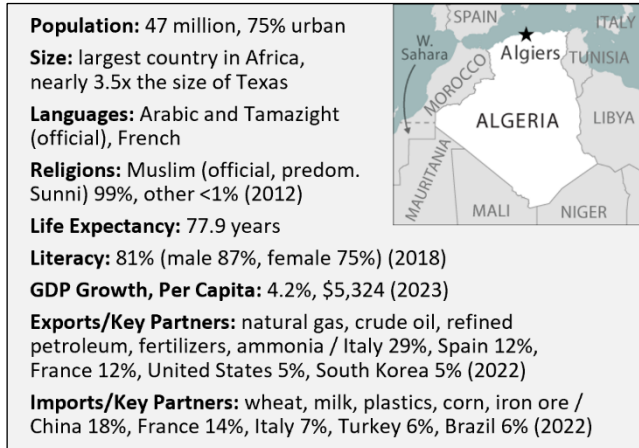 Population: 47 million, 75% urban
Size: largest country in Africa,
nearly 3.5x the size of Texas
Languages: Arabic and Tamazight
(official), French
Religions: Muslim (official, predom.
Sunni) 99%, other <1% (2012)
Life Expectancy: 77.9 years
Literacy: 81% (male 87%, female 75%) (2018)
GDP Growth, Per Capita: 4.2%, $5,324 (2023)
Exports/Key Partners: natural gas, crude oil, refined
petroleum, fertilizers, ammonia / Italy 29%, Spain 12%,
France 12%, United States 5%, South Korea 5% (2022)
Imports/Key Partners: wheat, milk, plastics, corn, iron ore /
China 18%, France 14%, Italy 7%, Turkey 6%, Brazil 6% (2022)
SPAIN
ITALY
W.
Sahara
Algiers
TUNISIA
MOROCCO
ALGERIA
LIBYA
MAURITANIA
MALI
NIGER